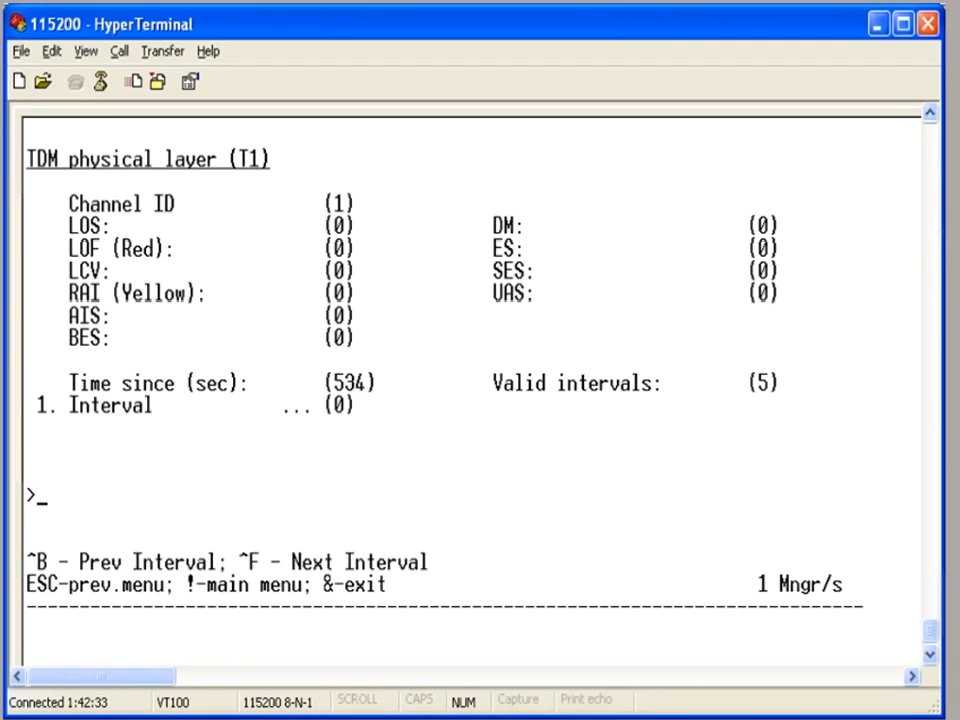 115200 - HyperTerminal
File Edit View Call Transfer Help
TDM physical layer (T1)
Channel ID (1)
LOS: (0) DM: (0)
LOF (Red): (0) ES: (0)
LCV: (0) SES: (0)
RAI (Yellow): (0) UAS: (0)
AIS: (0)
BES: (0)
Time since (sec): (534) Valid intervals: (5)
1. Interval ... (0)
>_
^B - Prev Interval; ^F - Next Interval
ESC-prev.menu; !-main menu; &-exit 1 Mngr/s
--------------------------------------------------------------------------------
Connected 1:42:33 VT100 115200 8-N-1 SCROLL CAPS NUM Capture Print echo